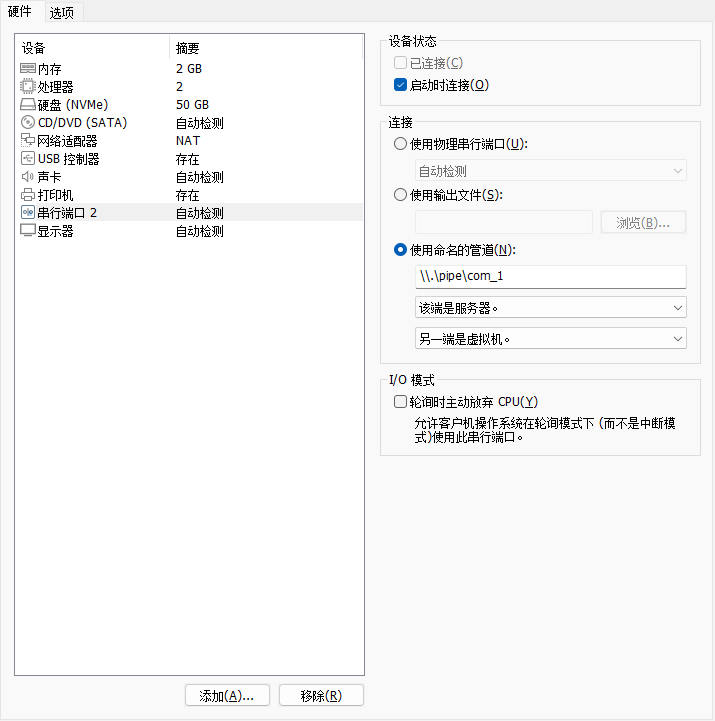 硬件 选项
设备 摘要
内存 2 GB
处理器 2
硬盘 (NVMe) 50 GB
CD/DVD (SATA) 自动检测
网络适配器 NAT
USB 控制器 存在
声卡 自动检测
打印机 存在
串行端口 2 自动检测
显示器 自动检测
添加(A)... 移除(R)
设备状态
已连接(C)
启动时连接(O)
连接
使用物理串行端口(U):
自动检测
使用输出文件(S):
浏览(B)...
使用命名的管道(N):
\\.\pipe\com_1
该端是服务器。
另一端是虚拟机。
I/O 模式
轮询时主动放弃 CPU(Y)
允许客户机操作系统在轮询模式下 (而不是中断模
式)使用此串行端口。